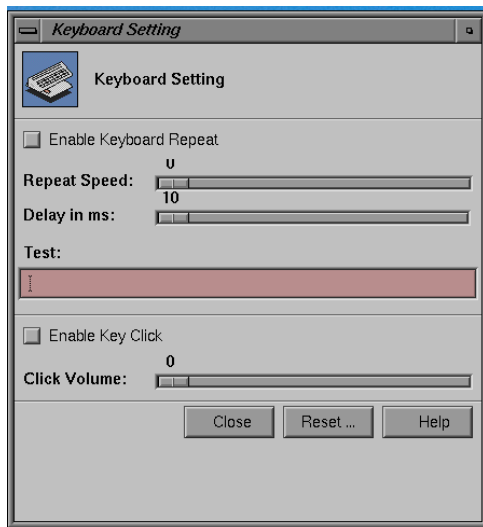 Keyboard Setting
Keyboard Setting
Enable Keyboard Repeat
0
Repeat Speed:
10
Delay in ms:
Test:
Enable Key Click
0
Click Volume:
Close Reset ... Help